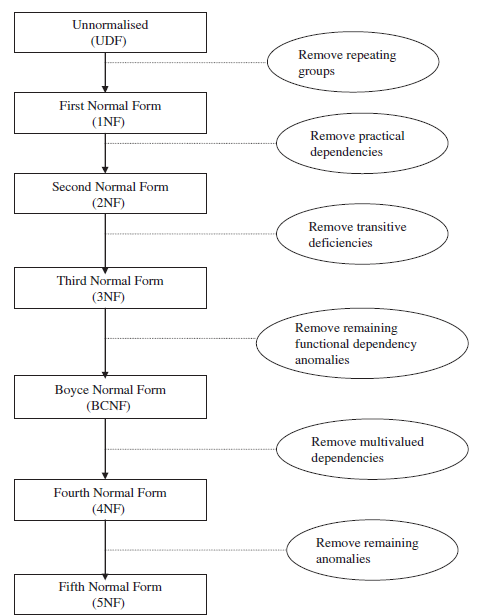 Unnormalised
(UDF)
Remove repeating
groups
First Normal Form
(1NF)
Remove practical
dependencies
Second Normal Form
(2NF)
Remove transitive
deficiencies
Third Normal Form
(3NF)
Remove remaining
functional dependency
anomalies
Boyce Normal Form
(BCNF)
Remove multivalued
dependencies
Fourth Normal Form
(4NF)
Remove remaining
anomalies
Fifth Normal Form
(5NF)